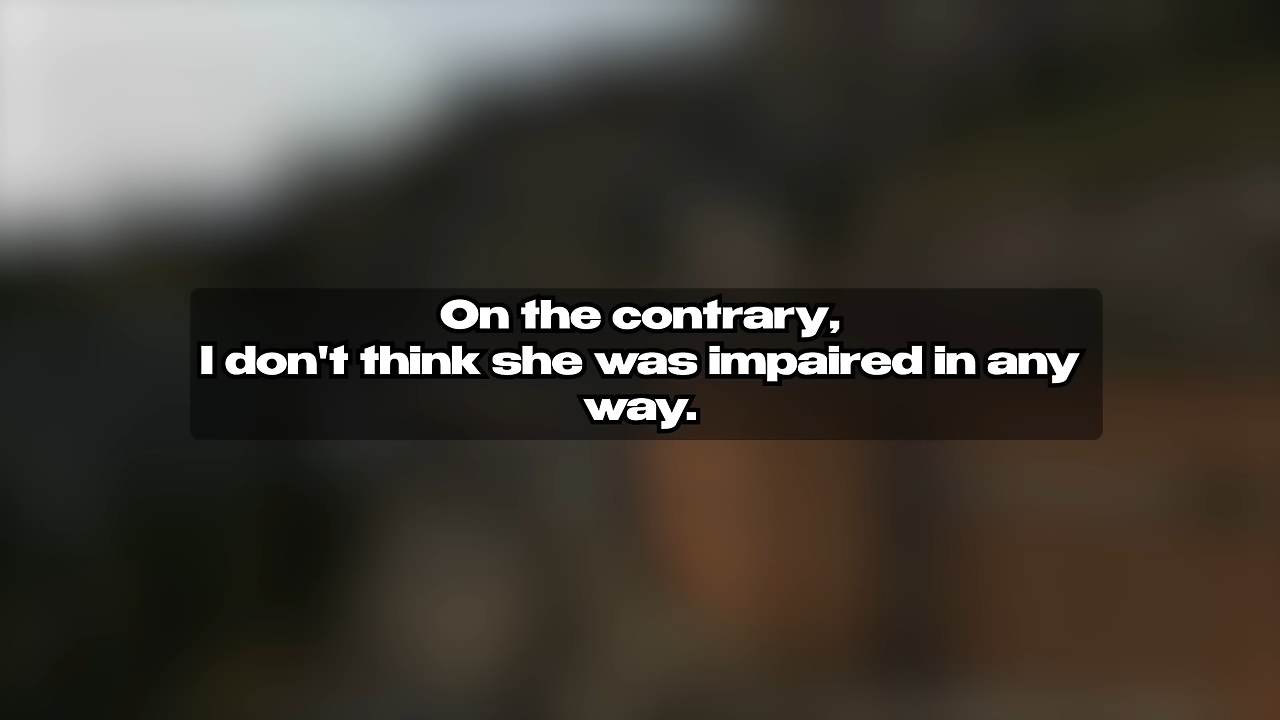 On the contrary,
I don't think she was impaired in any
way.